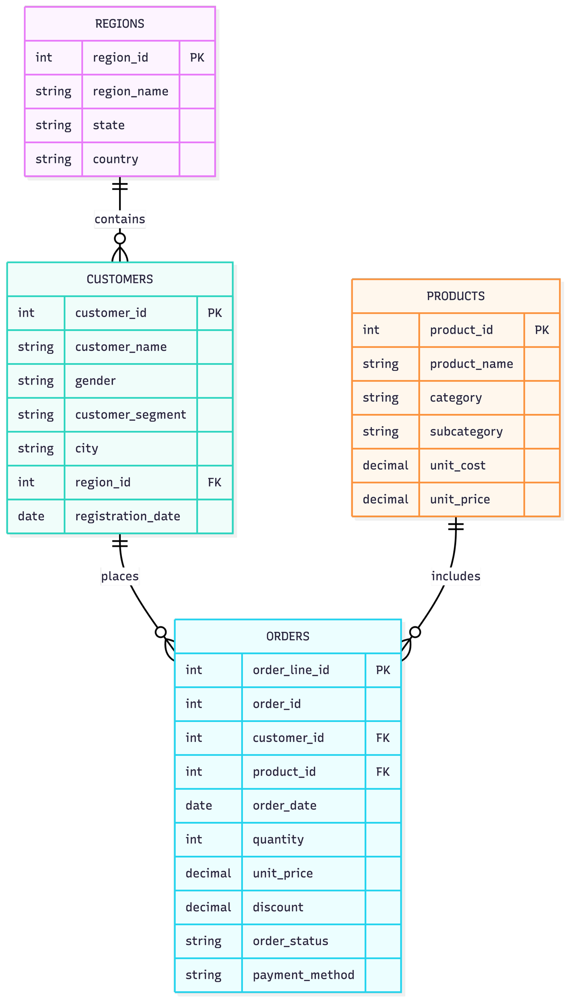 REGIONS
int region_id PK
string region_name
string state
string country
contains
CUSTOMERS
int customer_id PK
string customer_name
string gender
string customer_segment
string city
int region_id FK
date registration_date
PRODUCTS
int product_id PK
string product_name
string category
string subcategory
decimal unit_cost
decimal unit_price
places
includes
ORDERS
int order_line_id PK
int order_id
int customer_id FK
int product_id FK
date order_date
int quantity
decimal unit_price
decimal discount
string order_status
string payment_method